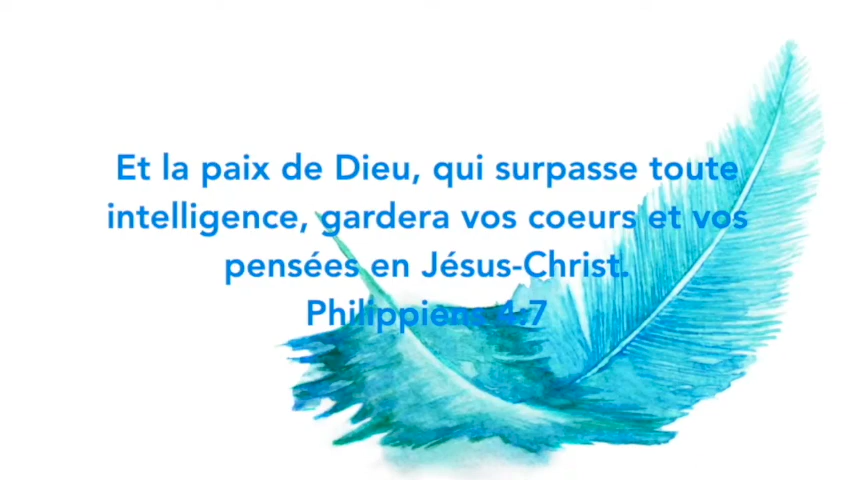 Et la paix de Dieu, qui surpasse toute
intelligence, gardera vos coeurs et vos
pensées en Jésus-Christ.
Philippiens 4:7